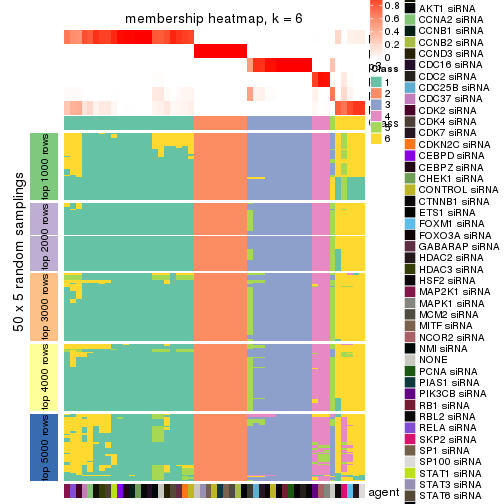 membership heatmap, k = 6
0.8
0.6
0.4
0.2
0
Class
1
2
3
4
6
50 x 5 random samplings
top 1000 rows
top 2000 rows
top 3000 rows
top 4000 rows
top 5000 rows
agent
AKT1 siRNA
CCNA2 siRNA
CCNB1 siRNA
CCNB2 siRNA
CCND3 siRNA
CDC16 siRNA
CDC2 siRNA
CDC25B siRNA
CDC37 siRNA
CDK2 siRNA
CDK4 siRNA
CDK7 siRNA
CDKN2C siRNA
CEBPD siRNA
CEBPZ siRNA
CHEK1 siRNA
CONTROL siRNA
CTNNB1 siRNA
ETS1 siRNA
FOXM1 siRNA
FOXO3A siRNA
GABARAP siRNA
HDAC2 siRNA
HDAC3 siRNA
HSF2 siRNA
MAP2K1 siRNA
MAPK1 siRNA
MCM2 siRNA
MITF siRNA
NCOR2 siRNA
NMI siRNA
NONE
PCNA siRNA
PIAS1 siRNA
PIK3CB siRNA
RB1 siRNA
RBL2 siRNA
RELA siRNA
SKP2 siRNA
SP1 siRNA
SP100 siRNA
STAT1 siRNA
STAT3 siRNA
STAT6 siRNA